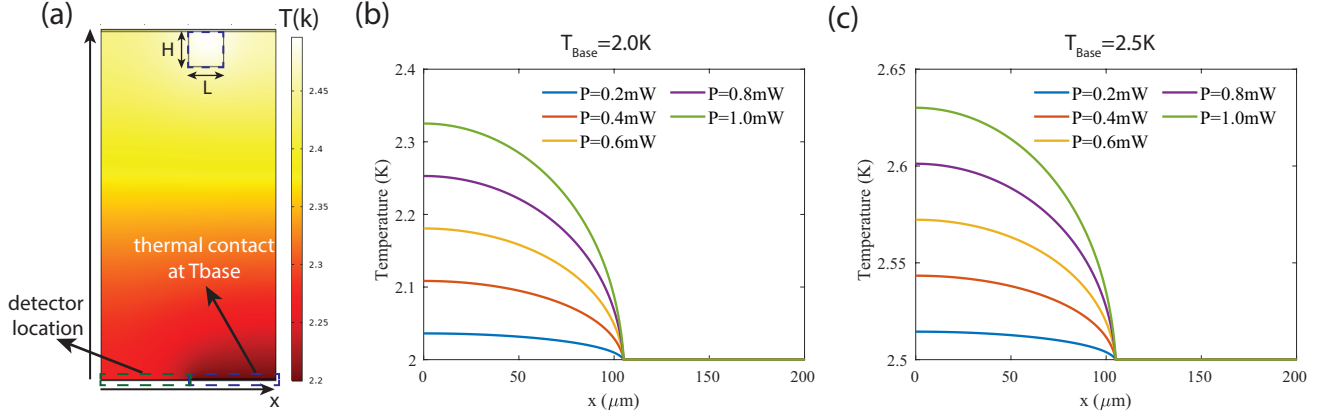 (a)
T(k)
H
L
2.45
2.4
2.35
2.3
2.25
2.2
thermal contact
at Tbase
detector
location
x
(b)
T Base=2.0K
P=0.2mW
P=0.4mW
P=0.6mW
P=0.8mW
P=1.0mW
Temperature (K)
2.4
2.3
2.2
2.1
2
0 50 100 150 200
x (μm)
(c)
T Base=2.5K
P=0.2mW
P=0.4mW
P=0.6mW
P=0.8mW
P=1.0mW
Temperature (K)
2.65
2.6
2.55
2.5
0 50 100 150 200
x (μm)